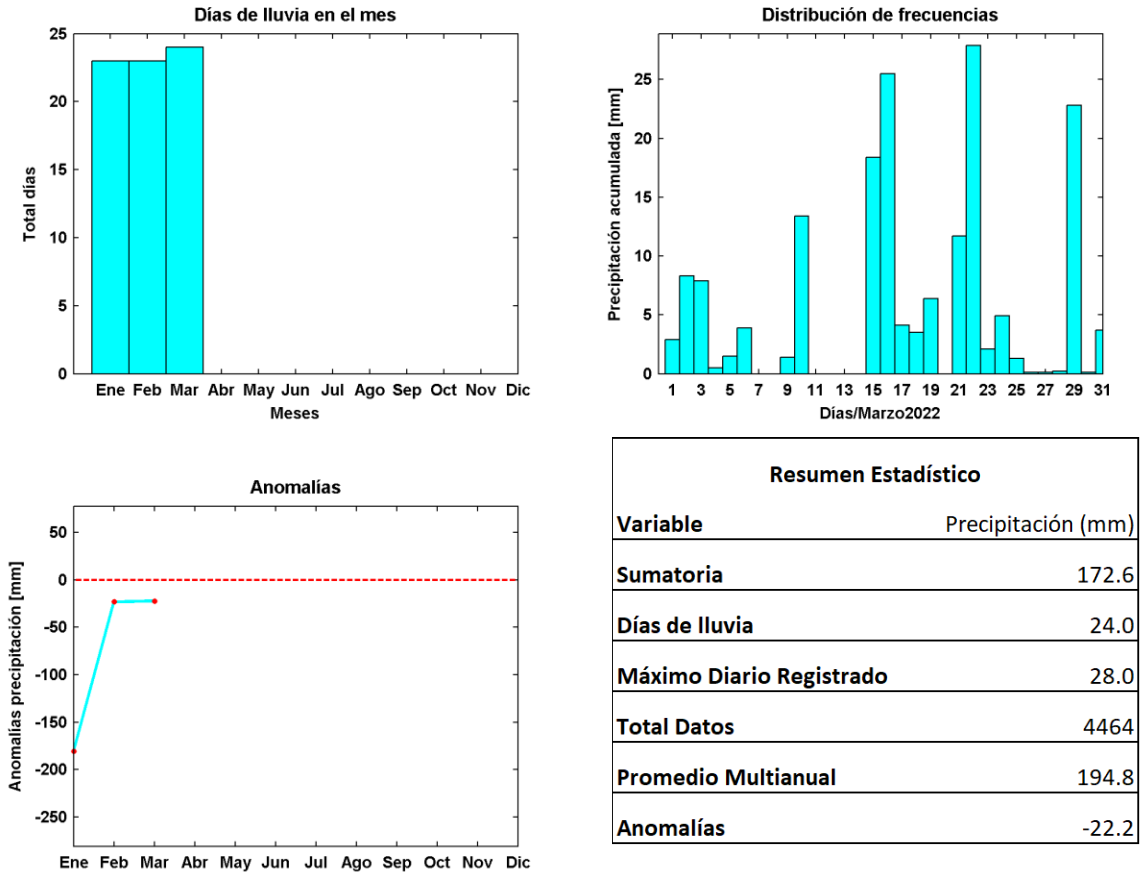 Días de lluvia en el mes
25
20
15
10
5
0
Total días
Ene Feb Mar Abr May Jun Jul Ago Sep Oct Nov Dic
Meses
Distribución de frecuencias
25
20
15
10
5
0
Precipitación acumulada [mm]
1 3 5 7 9 11 13 15 17 19 21 23 25 27 29 31
Días/Marzo2022
Anomalías
50
0
-50
-100
-150
-200
-250
Anomalías precipitación [mm]
Ene Feb Mar Abr May Jun Jul Ago Sep Oct Nov Dic
Resumen Estadístico
Variable Precipitación (mm)
Sumatoria 172.6
Días de lluvia 24.0
Máximo Diario Registrado 28.0
Total Datos 4464
Promedio Multianual 194.8
Anomalías -22.2